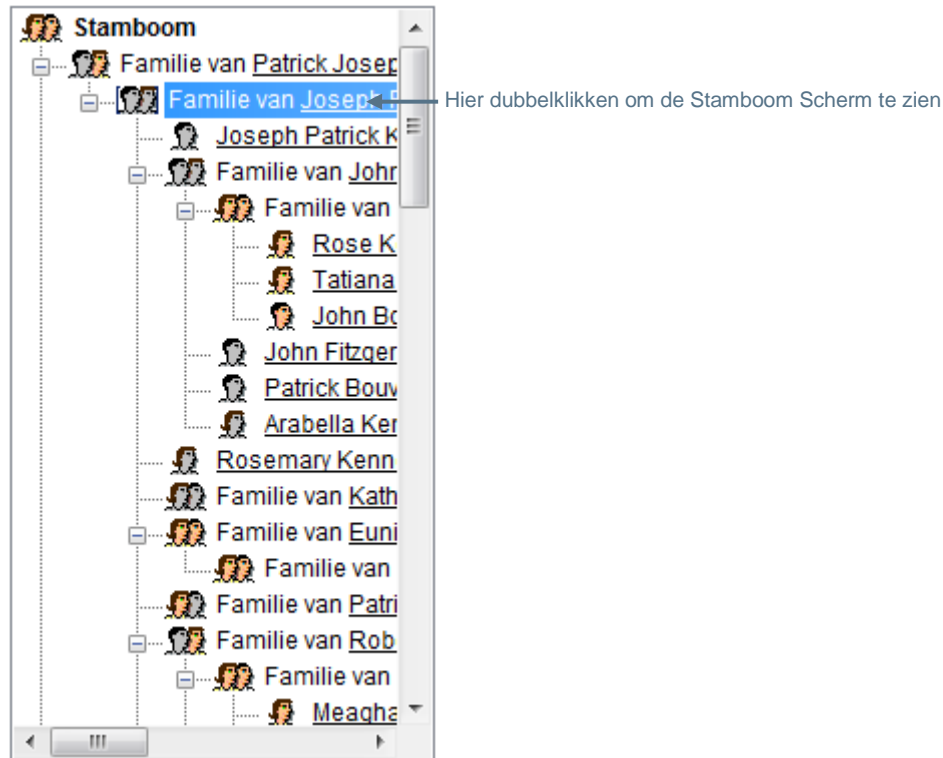 Stamboom
Familie van Patrick Josep
Familie van Joseph Hier dubbelklikken om de Stamboom Scherm te zien
Joseph Patrick K
Familie van John
Familie van
Rose K
Tatiana
John Bo
John Fitzger
Patrick Bouv
Arabella Ken
Rosemary Kenn
Familie van Kath
Familie van Euni
Familie van
Familie van Patri
Familie van Rob
Familie van
Meagha